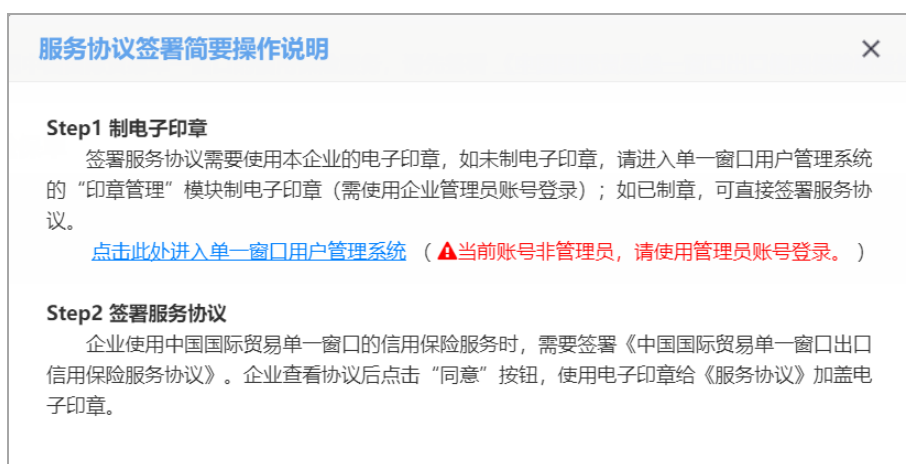 服务协议签署简要操作说明
Step1 制电子印章
签署服务协议需要使用本企业的电子印章，如未制电子印章，请进入单一窗口用户管理系统
的“印章管理”模块制电子印章（需使用企业管理员账号登录）；如已制章，可直接签署服务协
议。
点击此处进入单一窗口用户管理系统 （ 当前账号非管理员，请使用管理员账号登录。 ）
Step2 签署服务协议
企业使用中国国际贸易单一窗口的信用保险服务时，需要签署《中国国际贸易单一窗口出口
信用保险服务协议》。企业查看协议后点击“同意”按钮，使用电子印章给《服务协议》加盖电
子印章。